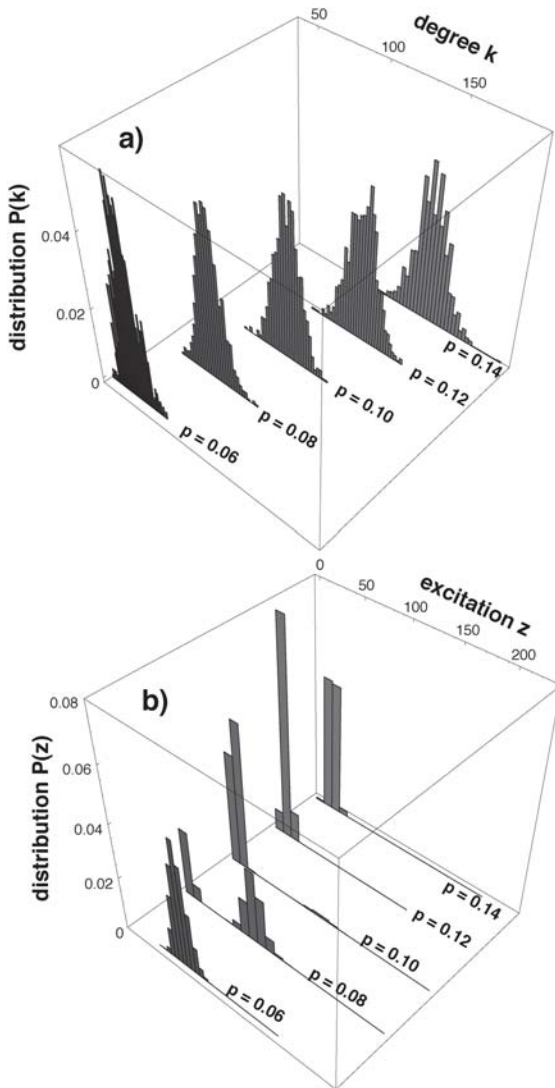 50
degree k
100
150
a)
distribution P(k)
0.04
0.02
0
p = 0.14
p = 0.12
p = 0.10
p = 0.08
p = 0.06
0
50
excitation z
100
150
200
0.08
b)
distribution P(z)
0.06
0.04
0.02
0
p = 0.14
p = 0.12
p = 0.10
p = 0.08
p = 0.06